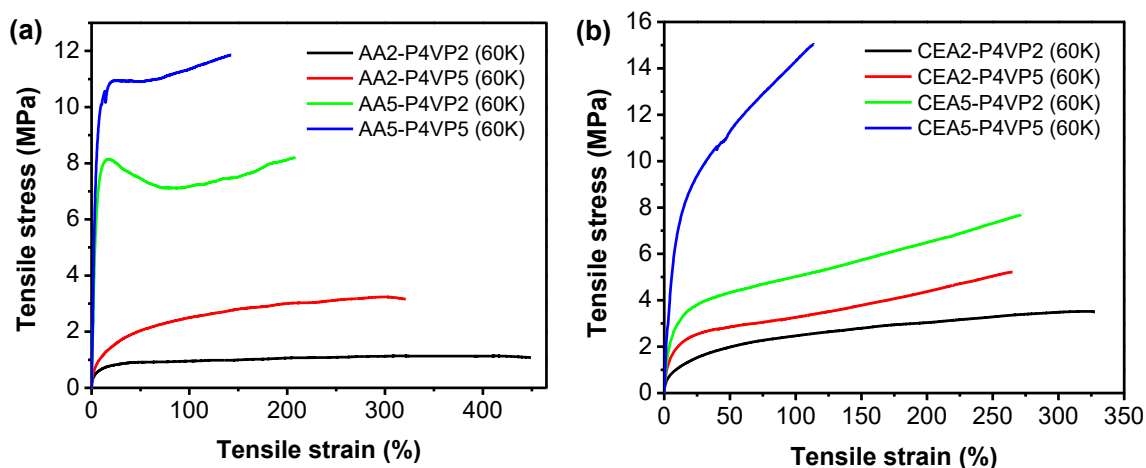 (a)
Tensile stress (MPa)
12
10
8
6
4
2
0
AA2-P4VP2 (60K)
AA2-P4VP5 (60K)
AA5-P4VP2 (60K)
AA5-P4VP5 (60K)
0 100 200 300 400
Tensile strain (%)
(b)
Tensile stress (MPa)
16
14
12
10
8
6
4
2
0
CEA2-P4VP2 (60K)
CEA2-P4VP5 (60K)
CEA5-P4VP2 (60K)
CEA5-P4VP5 (60K)
0 50 100 150 200 250 300 350
Tensile strain (%)